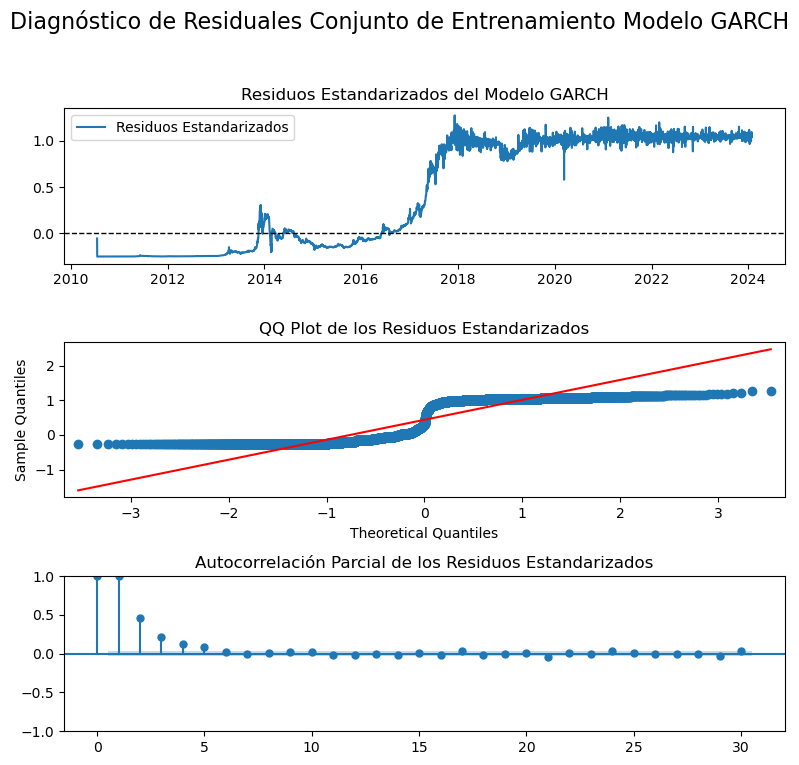 Diagnóstico de Residuales Conjunto de Entrenamiento Modelo GARCH
Residuos Estandarizados del Modelo GARCH
Residuos Estandarizados
1.0
0.5
0.0
2010 2012 2014 2016 2018 2020 2022 2024
QQ Plot de los Residuos Estandarizados
Sample Quantiles
2
1
0
−1
−3 −2 −1 0 1 2 3
Theoretical Quantiles
Autocorrelación Parcial de los Residuos Estandarizados
1.0
0.5
0.0
−0.5
−1.0
0 5 10 15 20 25 30